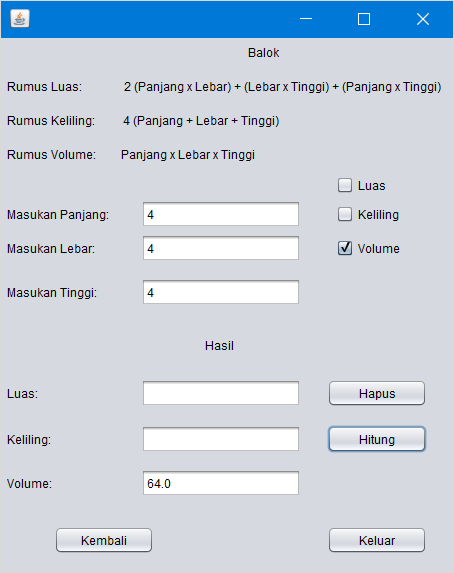 Balok
Rumus Luas: 2 (Panjang x Lebar) + (Lebar x Tinggi) + (Panjang x Tinggi)
Rumus Keliling: 4 (Panjang + Lebar + Tinggi)
Rumus Volume: Panjang x Lebar x Tinggi
Luas
Masukan Panjang: 4 Keliling
Masukan Lebar: 4 Volume
Masukan Tinggi: 4
Hasil
Luas: Hapus
Keliling: Hitung
Volume: 64.0
Kembali Keluar